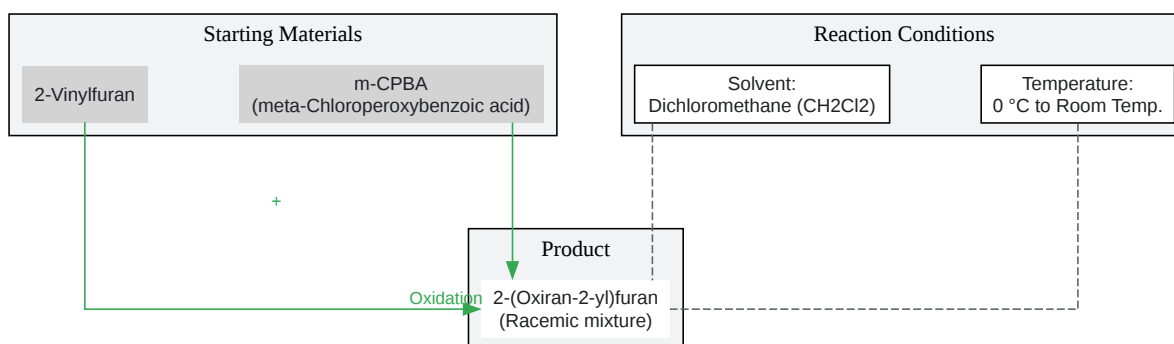 Starting Materials
2-Vinylfuran
m-CPBA
(meta-Chloroperoxybenzoic acid)
Reaction Conditions
Solvent:
Dichloromethane (CH2Cl2)
Temperature:
0 °C to Room Temp.
+
Product
Oxidation
2-(Oxiran-2-yl)furan
(Racemic mixture)